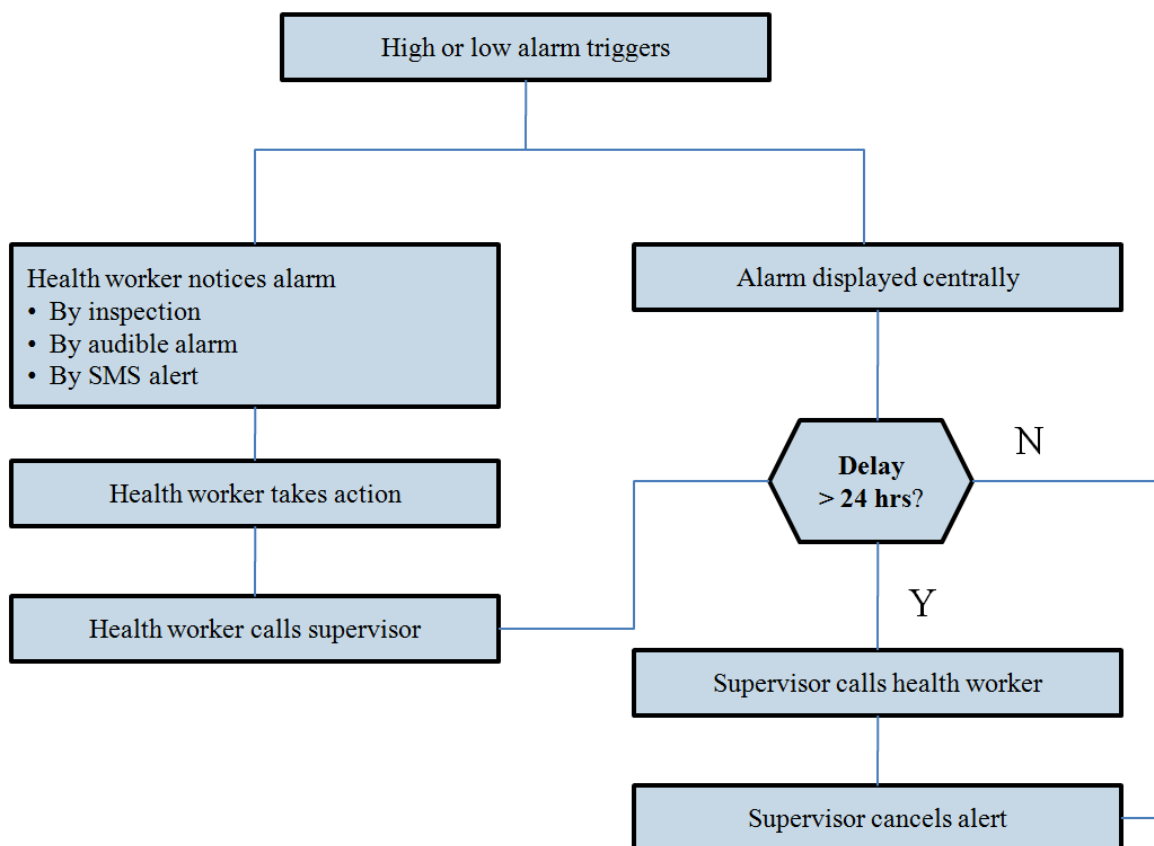 High or low alarm triggers
Health worker notices alarm
• By inspection
• By audible alarm
• By SMS alert
Health worker takes action
Health worker calls supervisor
Alarm displayed centrally
Delay
> 24 hrs?
N
Y
Supervisor calls health worker
Supervisor cancels alert